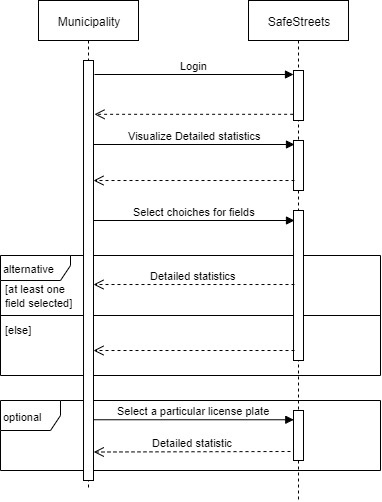 Municipality
SafeStreets
Login
Visualize Detailed statistics
Select choiches for fields
alternative
Detailed statistics
[at least one
field selected]
[else]
Select a particular license plate
optional
Detailed statistic